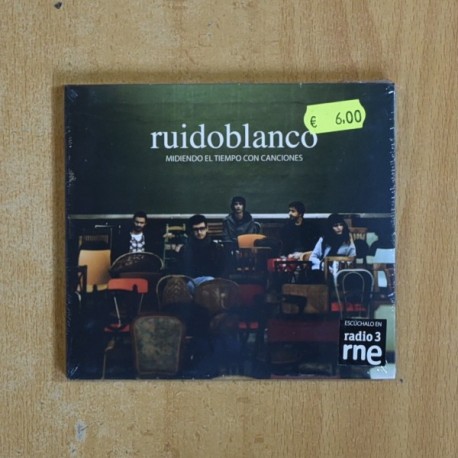 ruidoblanco
€ 6.00
MIDIENDO EL TIEMPO CON CANCIONES
ESCÚCHALO EN
radio 3
rne